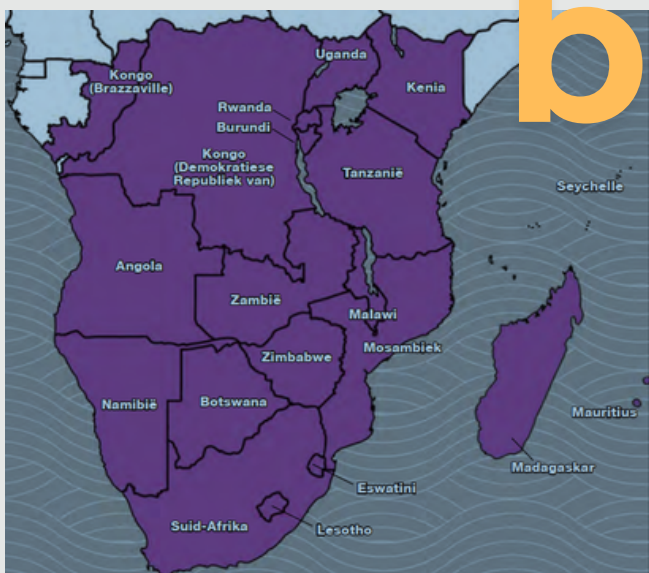 b
Uganda
Kongo
(Brazzaville)
Kenia
Rwanda
Burundi
Kongo
(Demokratiese
Republiek van)
Tanzanië
Seychelle
Angola
Zambië
Malawi
Mosambiek
Zimbabwe
Namibië
Botswana
Mauritius
Madagaskar
Eswatini
Suid-Afrika
Lesotho